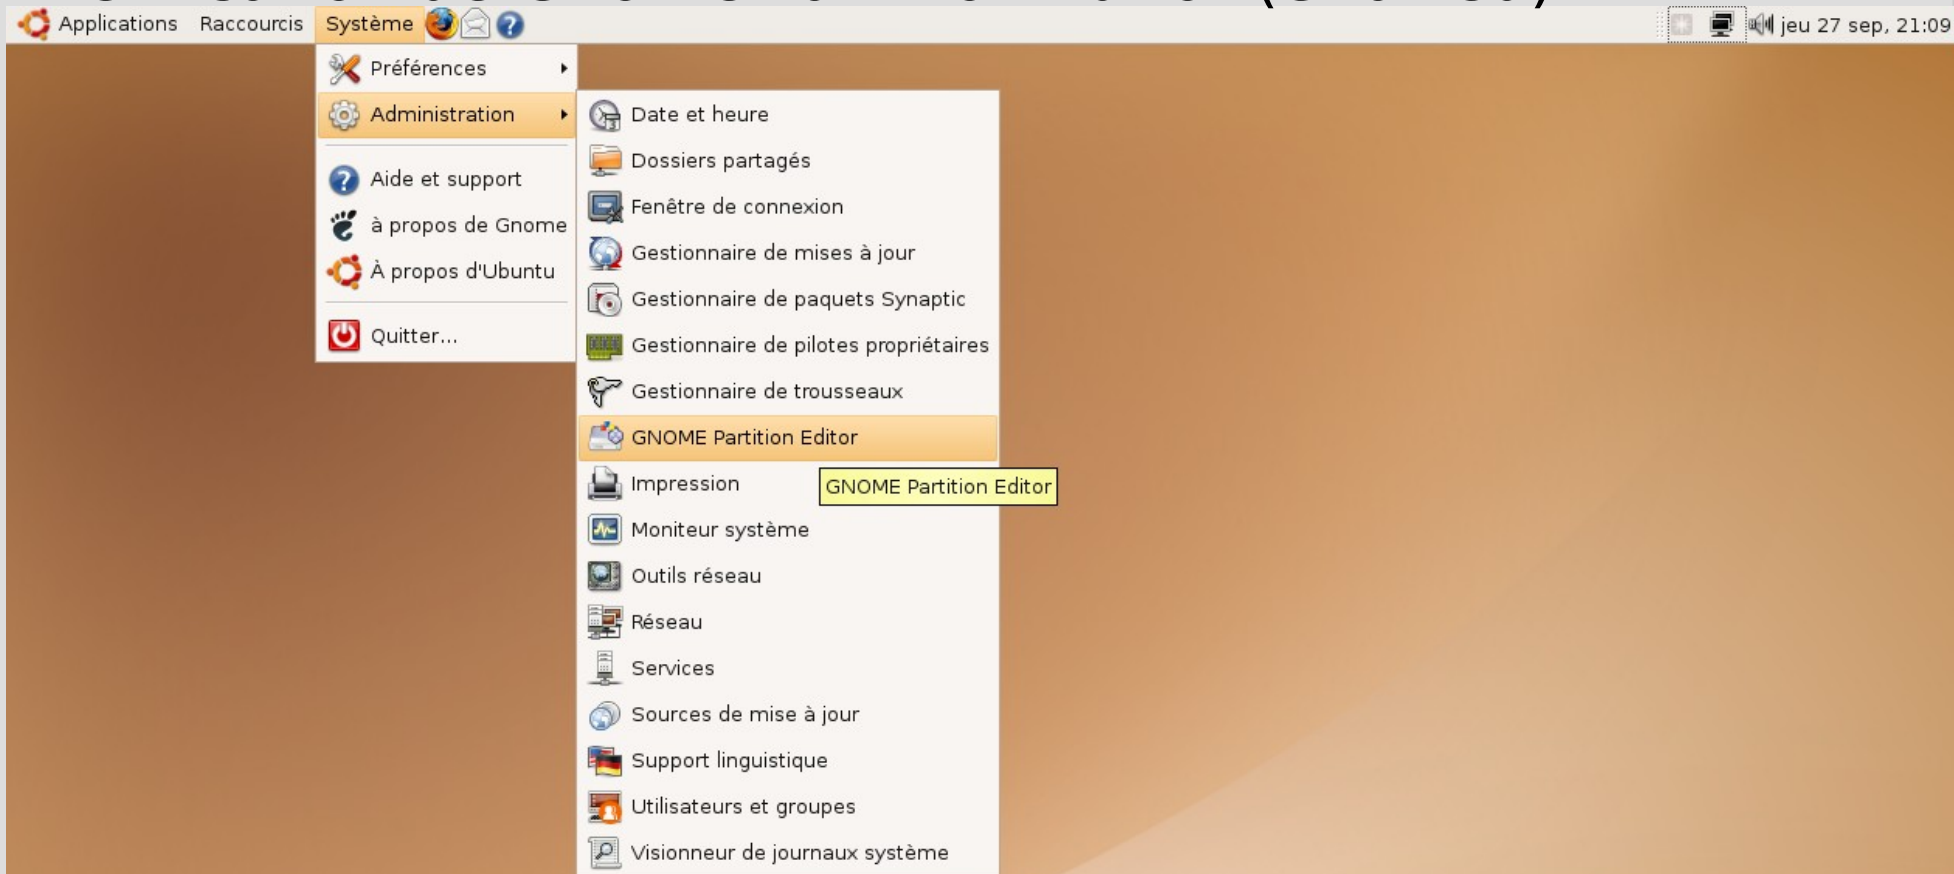 Applications Raccourcis Système
jeu 27 sep, 21:09
Préférences
Administration
Aide et support
à propos de Gnome
À propos d'Ubuntu
Quitter...
Date et heure
Dossiers partagés
Fenêtre de connexion
Gestionnaire de mises à jour
Gestionnaire de paquets Synaptic
Gestionnaire de pilotes propriétaires
Gestionnaire de trousseaux
GNOME Partition Editor
Impression
GNOME Partition Editor
Moniteur système
Outils réseau
Réseau
Services
Sources de mise à jour
Support linguistique
Utilisateurs et groupes
Visionneur de journaux système